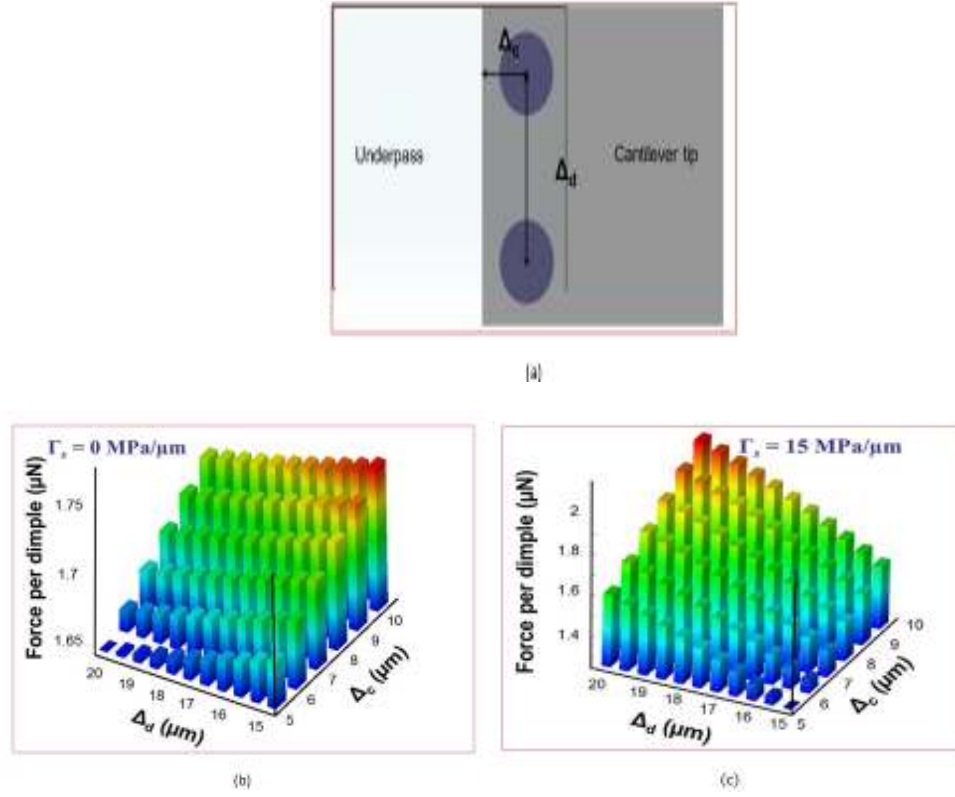 Δc
Underpass
Cantilever tip
Δd
(a)
Γs = 0 MPa/μm
Force per dimple (μN)
1.75
1.7
1.65
20
19
18
17
16
15
Δd (μm)
5
6
7
8
9
10
Δc (μm)
(b)
Γs = 15 MPa/μm
Force per dimple (μN)
2
1.8
1.6
1.4
20
19
18
17
16
15
Δd (μm)
5
6
7
8
9
10
Δc (μm)
(c)